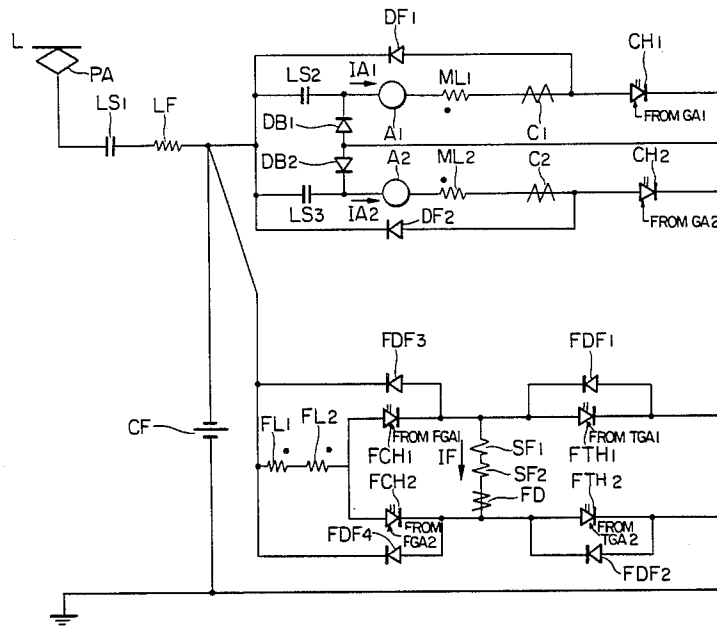 DF1
L
PA
LS1
LF
LS2
IA1
ML1
CH1
DB1
A1
C1
FROM GA1
DB2
A2
ML2
C2
CH2
LS3
IA2
DF2
FROM GA2
FDF3
FDF1
CF
FL1
FL2
FROM FGA1
FCH1
IF
SF1
SF2
FD
FROM TGA1
FTH1
FCH2
FTH2
FROM FGA2
FROM TGA2
FDF4
FDF2